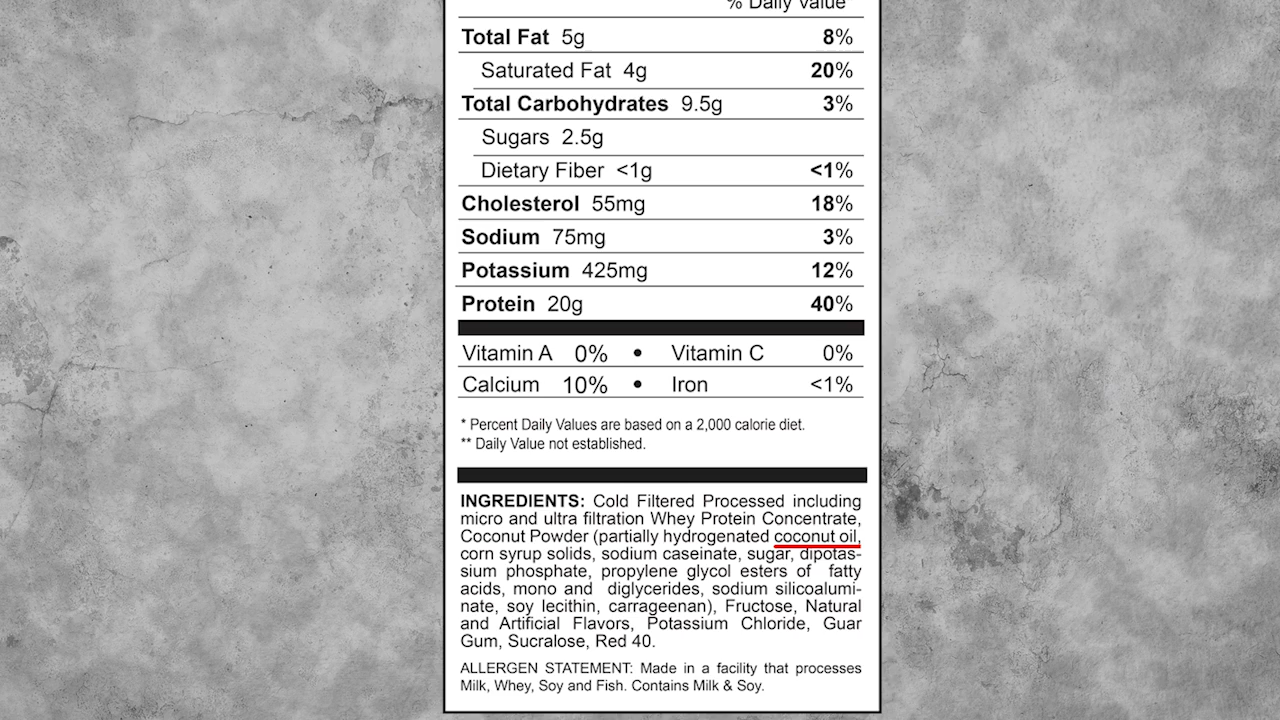 % Daily Value
Total Fat 5g 8%
Saturated Fat 4g 20%
Total Carbohydrates 9.5g 3%
Sugars 2.5g
Dietary Fiber <1g <1%
Cholesterol 55mg 18%
Sodium 75mg 3%
Potassium 425mg 12%
Protein 20g 40%
Vitamin A 0% • Vitamin C 0%
Calcium 10% • Iron <1%
* Percent Daily Values are based on a 2,000 calorie diet.
** Daily Value not established.
INGREDIENTS: Cold Filtered Processed including
micro and ultra filtration Whey Protein Concentrate,
Coconut Powder (partially hydrogenated coconut oil,
corn syrup solids, sodium caseinate, sugar, dipotas-
sium phosphate, propylene glycol esters of fatty
acids, mono and diglycerides, sodium silicoalumi-
nate, soy lecithin, carrageenan), Fructose, Natural
and Artificial Flavors, Potassium Chloride, Guar
Gum, Sucralose, Red 40.
ALLERGEN STATEMENT: Made in a facility that processes
Milk, Whey, Soy and Fish. Contains Milk & Soy.